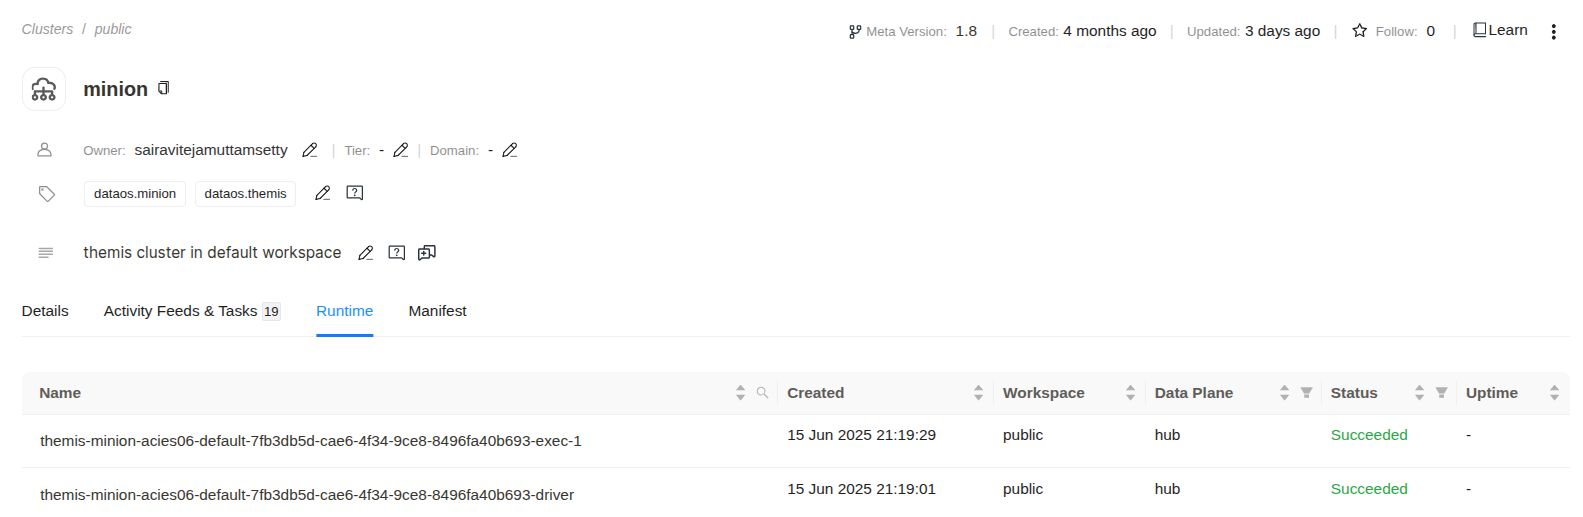 Clusters / public
Meta Version: 1.8 | Created: 4 months ago | Updated: 3 days ago | Follow: 0 | Learn
minion
Owner: sairavitejamuttamsetty | Tier: - | Domain: -
dataos.minion dataos.themis
themis cluster in default workspace
Details Activity Feeds & Tasks 19 Runtime Manifest
Name Created Workspace Data Plane Status Uptime
themis-minion-acies06-default-7fb3db5d-cae6-4f34-9ce8-8496fa40b693-exec-1 15 Jun 2025 21:19:29 public hub Succeeded -
themis-minion-acies06-default-7fb3db5d-cae6-4f34-9ce8-8496fa40b693-driver 15 Jun 2025 21:19:01 public hub Succeeded -